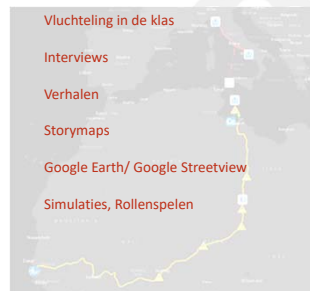 Vluchteling in de klas
Interviews
Verhalen
Storymaps
Google Earth/ Google Streetview
Simulaties, Rollenspelen